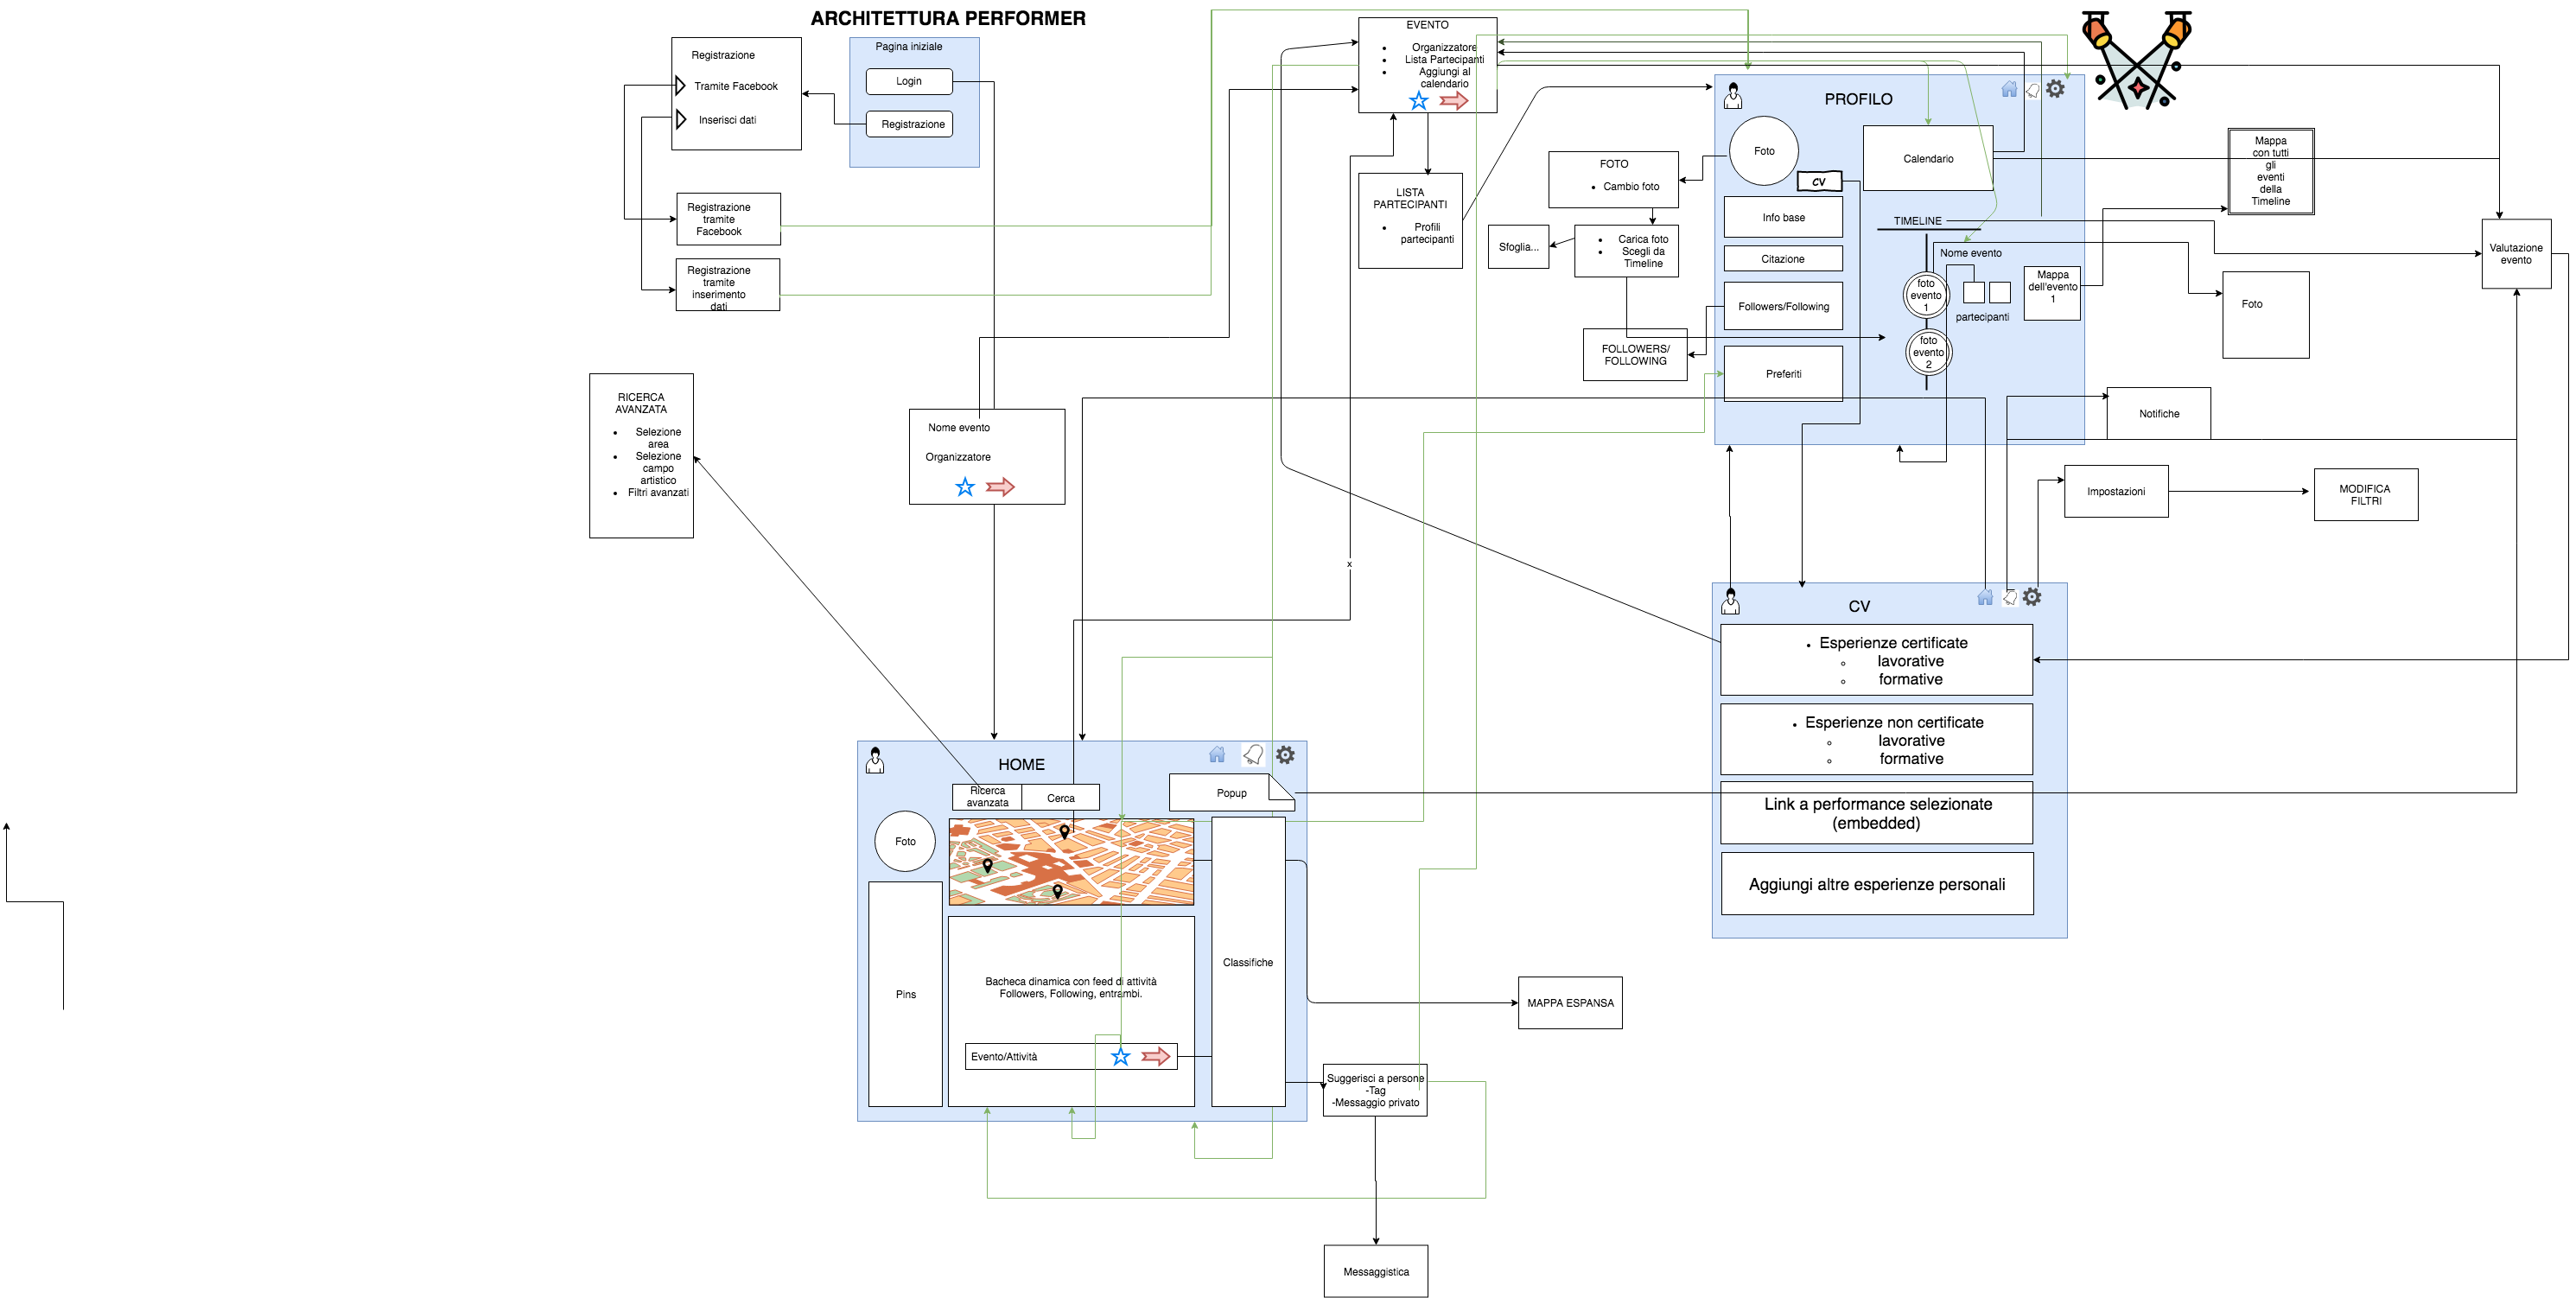 ARCHITETTURA PERFORMER
Registrazione
Tramite Facebook
Inserisci dati
Pagina iniziale
Login
Registrazione
Registrazione
tramite
Facebook
Registrazione
tramite
inserimento
dati
RICERCA
AVANZATA
• Selezione
area
• Selezione
campo
artistico
• Filtri avanzati
Nome evento
Organizzatore
EVENTO
• Organizzatore
• Lista Partecipanti
• Aggiungi al
calendario
LISTA
PARTECIPANTI
• Profili
partecipanti
x
FOTO
• Cambio foto
• Carica foto
• Scegli da
Timeline
Sfoglia...
FOLLOWERS/
FOLLOWING
PROFILO
Foto
CV
Calendario
Info base
Citazione
Followers/Following
Preferiti
TIMELINE
Nome evento
foto
evento
1
partecipanti
foto
evento
2
Mappa
dell'evento
1
Mappa
con tutti
gli
eventi
della
Timeline
Foto
Valutazione
evento
Notifiche
Impostazioni
MODIFICA
FILTRI
CV
• Esperienze certificate
◦ lavorative
◦ formative
• Esperienze non certificate
◦ lavorative
◦ formative
Link a performance selezionate
(embedded)
Aggiungi altre esperienze personali
HOME
Ricerca
avanzata
Cerca
Popup
Foto
Pins
Bacheca dinamica con feed di attività
Followers, Following, entrambi.
Evento/Attività
Classifiche
MAPPA ESPANSA
Suggerisci a persone
-Tag
-Messaggio privato
Messaggistica